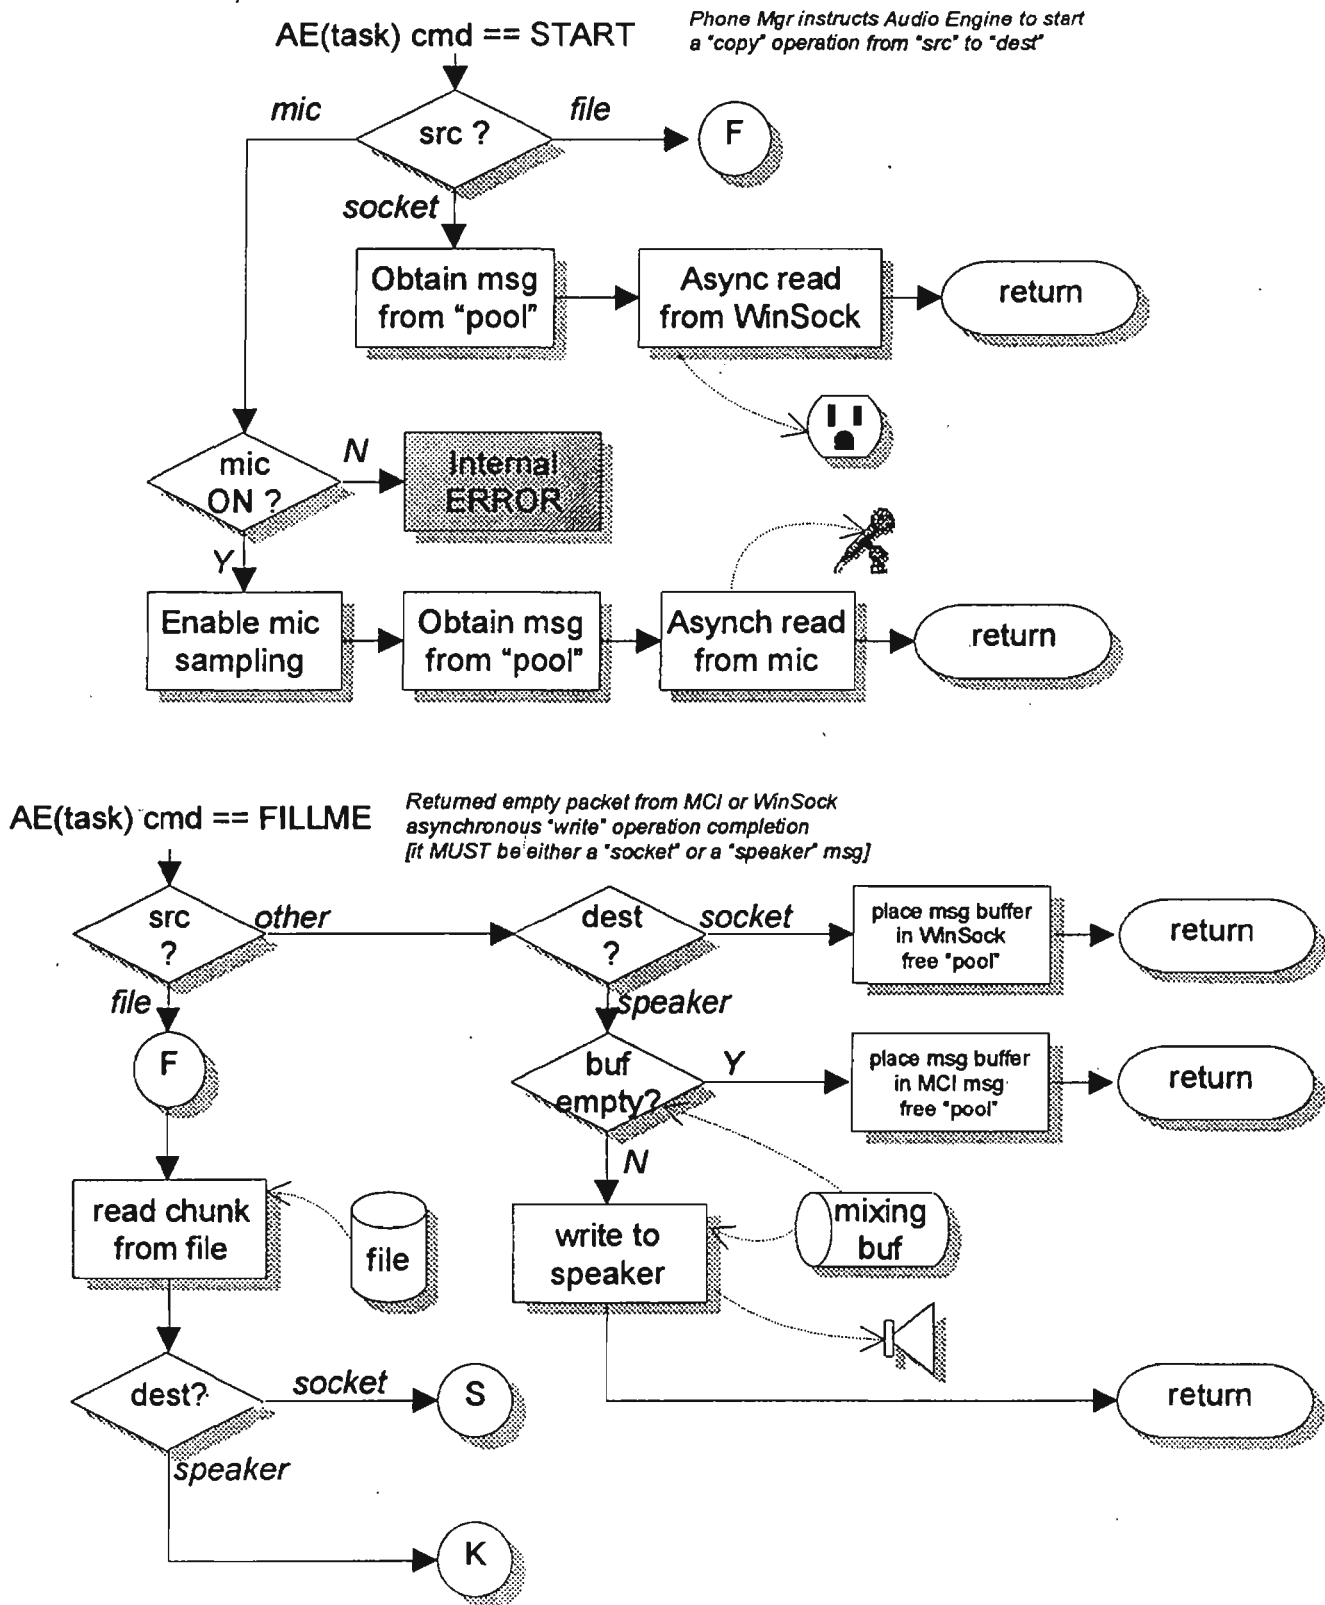 AE(task) cmd == START
Phone Mgr instructs Audio Engine to start
a "copy" operation from "src" to "dest"
mic
src ?
file
F
socket
Obtain msg
from "pool"
Async read
from WinSock
return
mic
ON ?
N
Internal
ERROR
Y
Enable mic
sampling
Obtain msg
from "pool"
Asynch read
from mic
return
AE(task) cmd == FILLME
Returned empty packet from MCI or WinSock
asynchronous "write" operation completion
[it MUST be either a "socket" or a "speaker" msg]
src
?
other
dest
?
socket
place msg buffer
in WinSock
free "pool"
return
file
speaker
F
buf
empty?
Y
place msg buffer
in MCI msg
free "pool"
return
N
read chunk
from file
file
write to
speaker
mixing
buf
dest?
socket
S
return
speaker
K